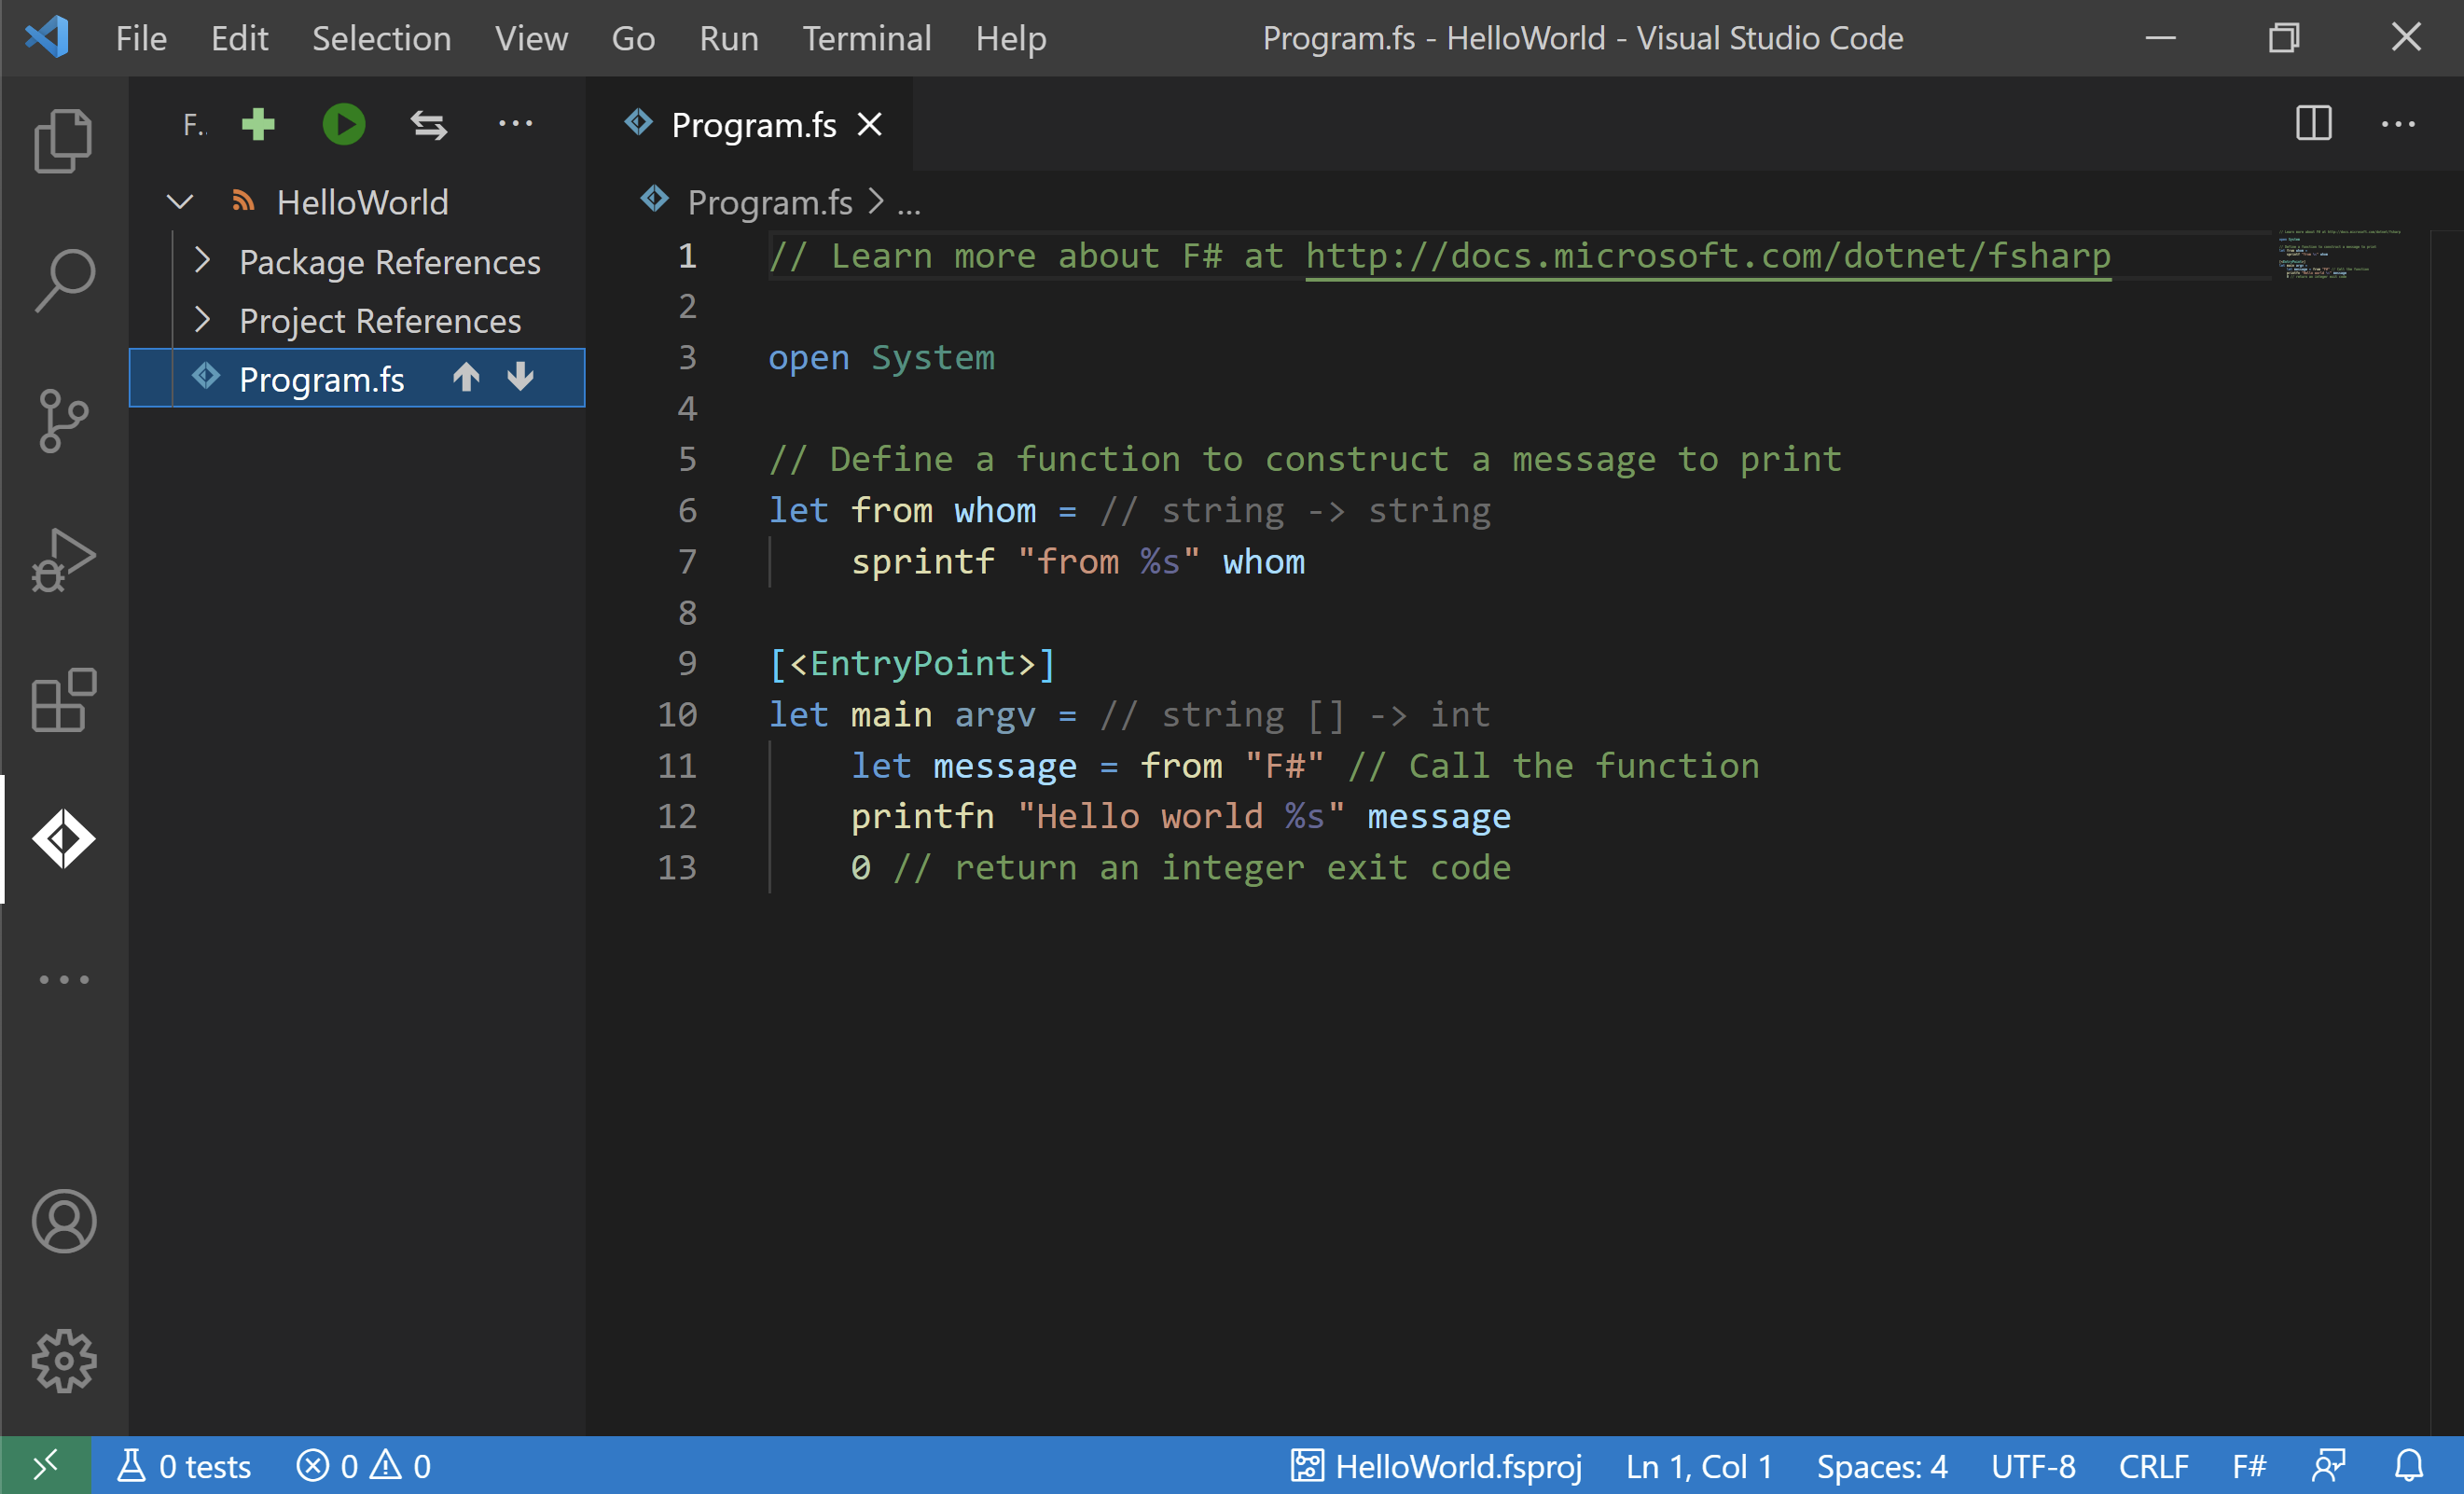 File Edit Selection View Go Run Terminal Help Program.fs - HelloWorld - Visual Studio Code
F..
HelloWorld
Package References
Project References
Program.fs
Program.fs
Program.fs > ...
1 // Learn more about F# at http://docs.microsoft.com/dotnet/fsharp
2
3 open System
4
5 // Define a function to construct a message to print
6 let from whom = // string -> string
7     sprintf "from %s" whom
8
9 [<EntryPoint>]
10 let main argv = // string [] -> int
11     let message = from "F#" // Call the function
12     printfn "Hello world %s" message
13     0 // return an integer exit code
0 tests 0 0 HelloWorld.fsproj Ln 1, Col 1 Spaces: 4 UTF-8 CRLF F#